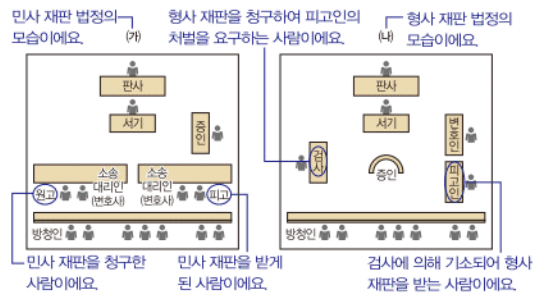 민사 재판 법정의
모습이에요.
(가)
형사 재판을 청구하여 피고인의
처벌을 요구하는 사람이에요.
(나)
형사 재판 법정의
모습이에요.
판사
서기
증인
원고
소송
대리인
(변호사)
소송
대리인
(변호사)
피고
방청인
판사
서기
변호인
검사
증인
피고인
방청인
민사 재판을 청구한
사람이에요.
민사 재판을 받게
된 사람이에요.
검사에 의해 기소되어 형사
재판을 받는 사람이에요.